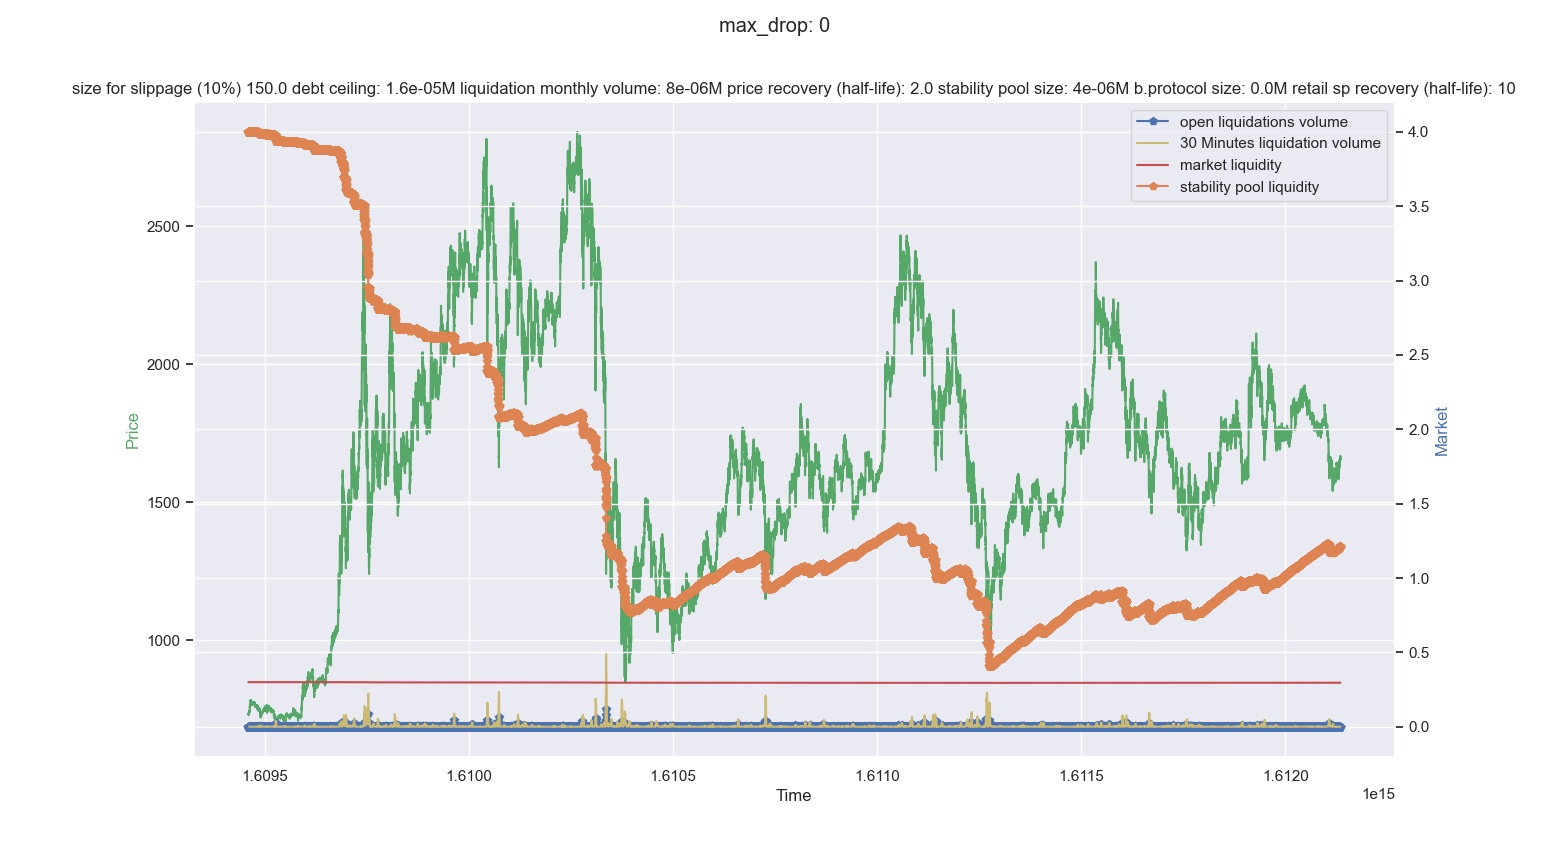 max_drop: 0
size for slippage (10%) 150.0 debt ceiling: 1.6e-05M liquidation monthly volume: 8e-06M price recovery (half-life): 2.0 stability pool size: 4e-06M b.protocol size: 0.0M retail sp recovery (half-life): 10
open liquidations volume
30 Minutes liquidation volume
market liquidity
stability pool liquidity
2500
2000
1500
1000
Price
4.0
3.5
3.0
2.5
2.0
1.5
1.0
0.5
0.0
Market
1.6095 1.6100 1.6105 1.6110 1.6115 1.6120
Time
1e15